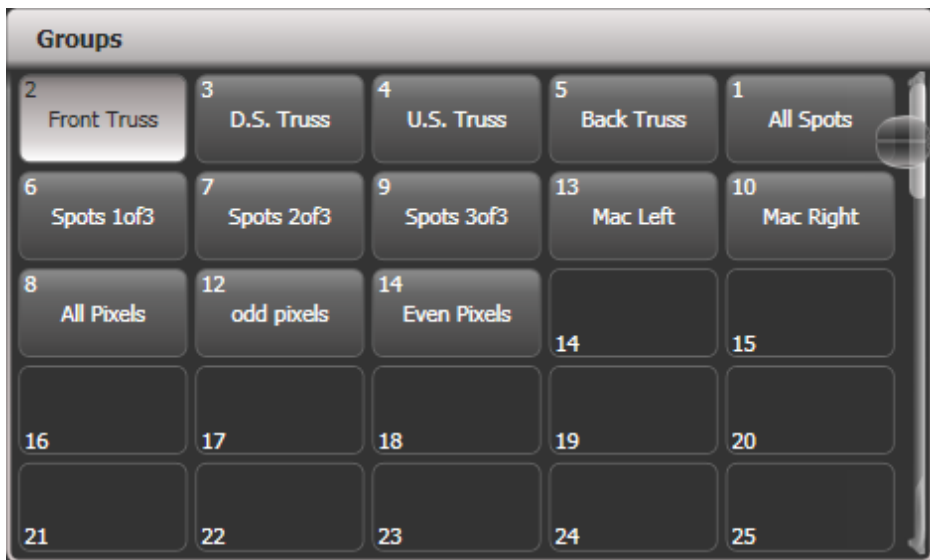 Groups
2 Front Truss
3 D.S. Truss
4 U.S. Truss
5 Back Truss
1 All Spots
6 Spots 1of3
7 Spots 2of3
9 Spots 3of3
13 Mac Left
10 Mac Right
8 All Pixels
12 odd pixels
14 Even Pixels
14
15
16
17
18
19
20
21
22
23
24
25